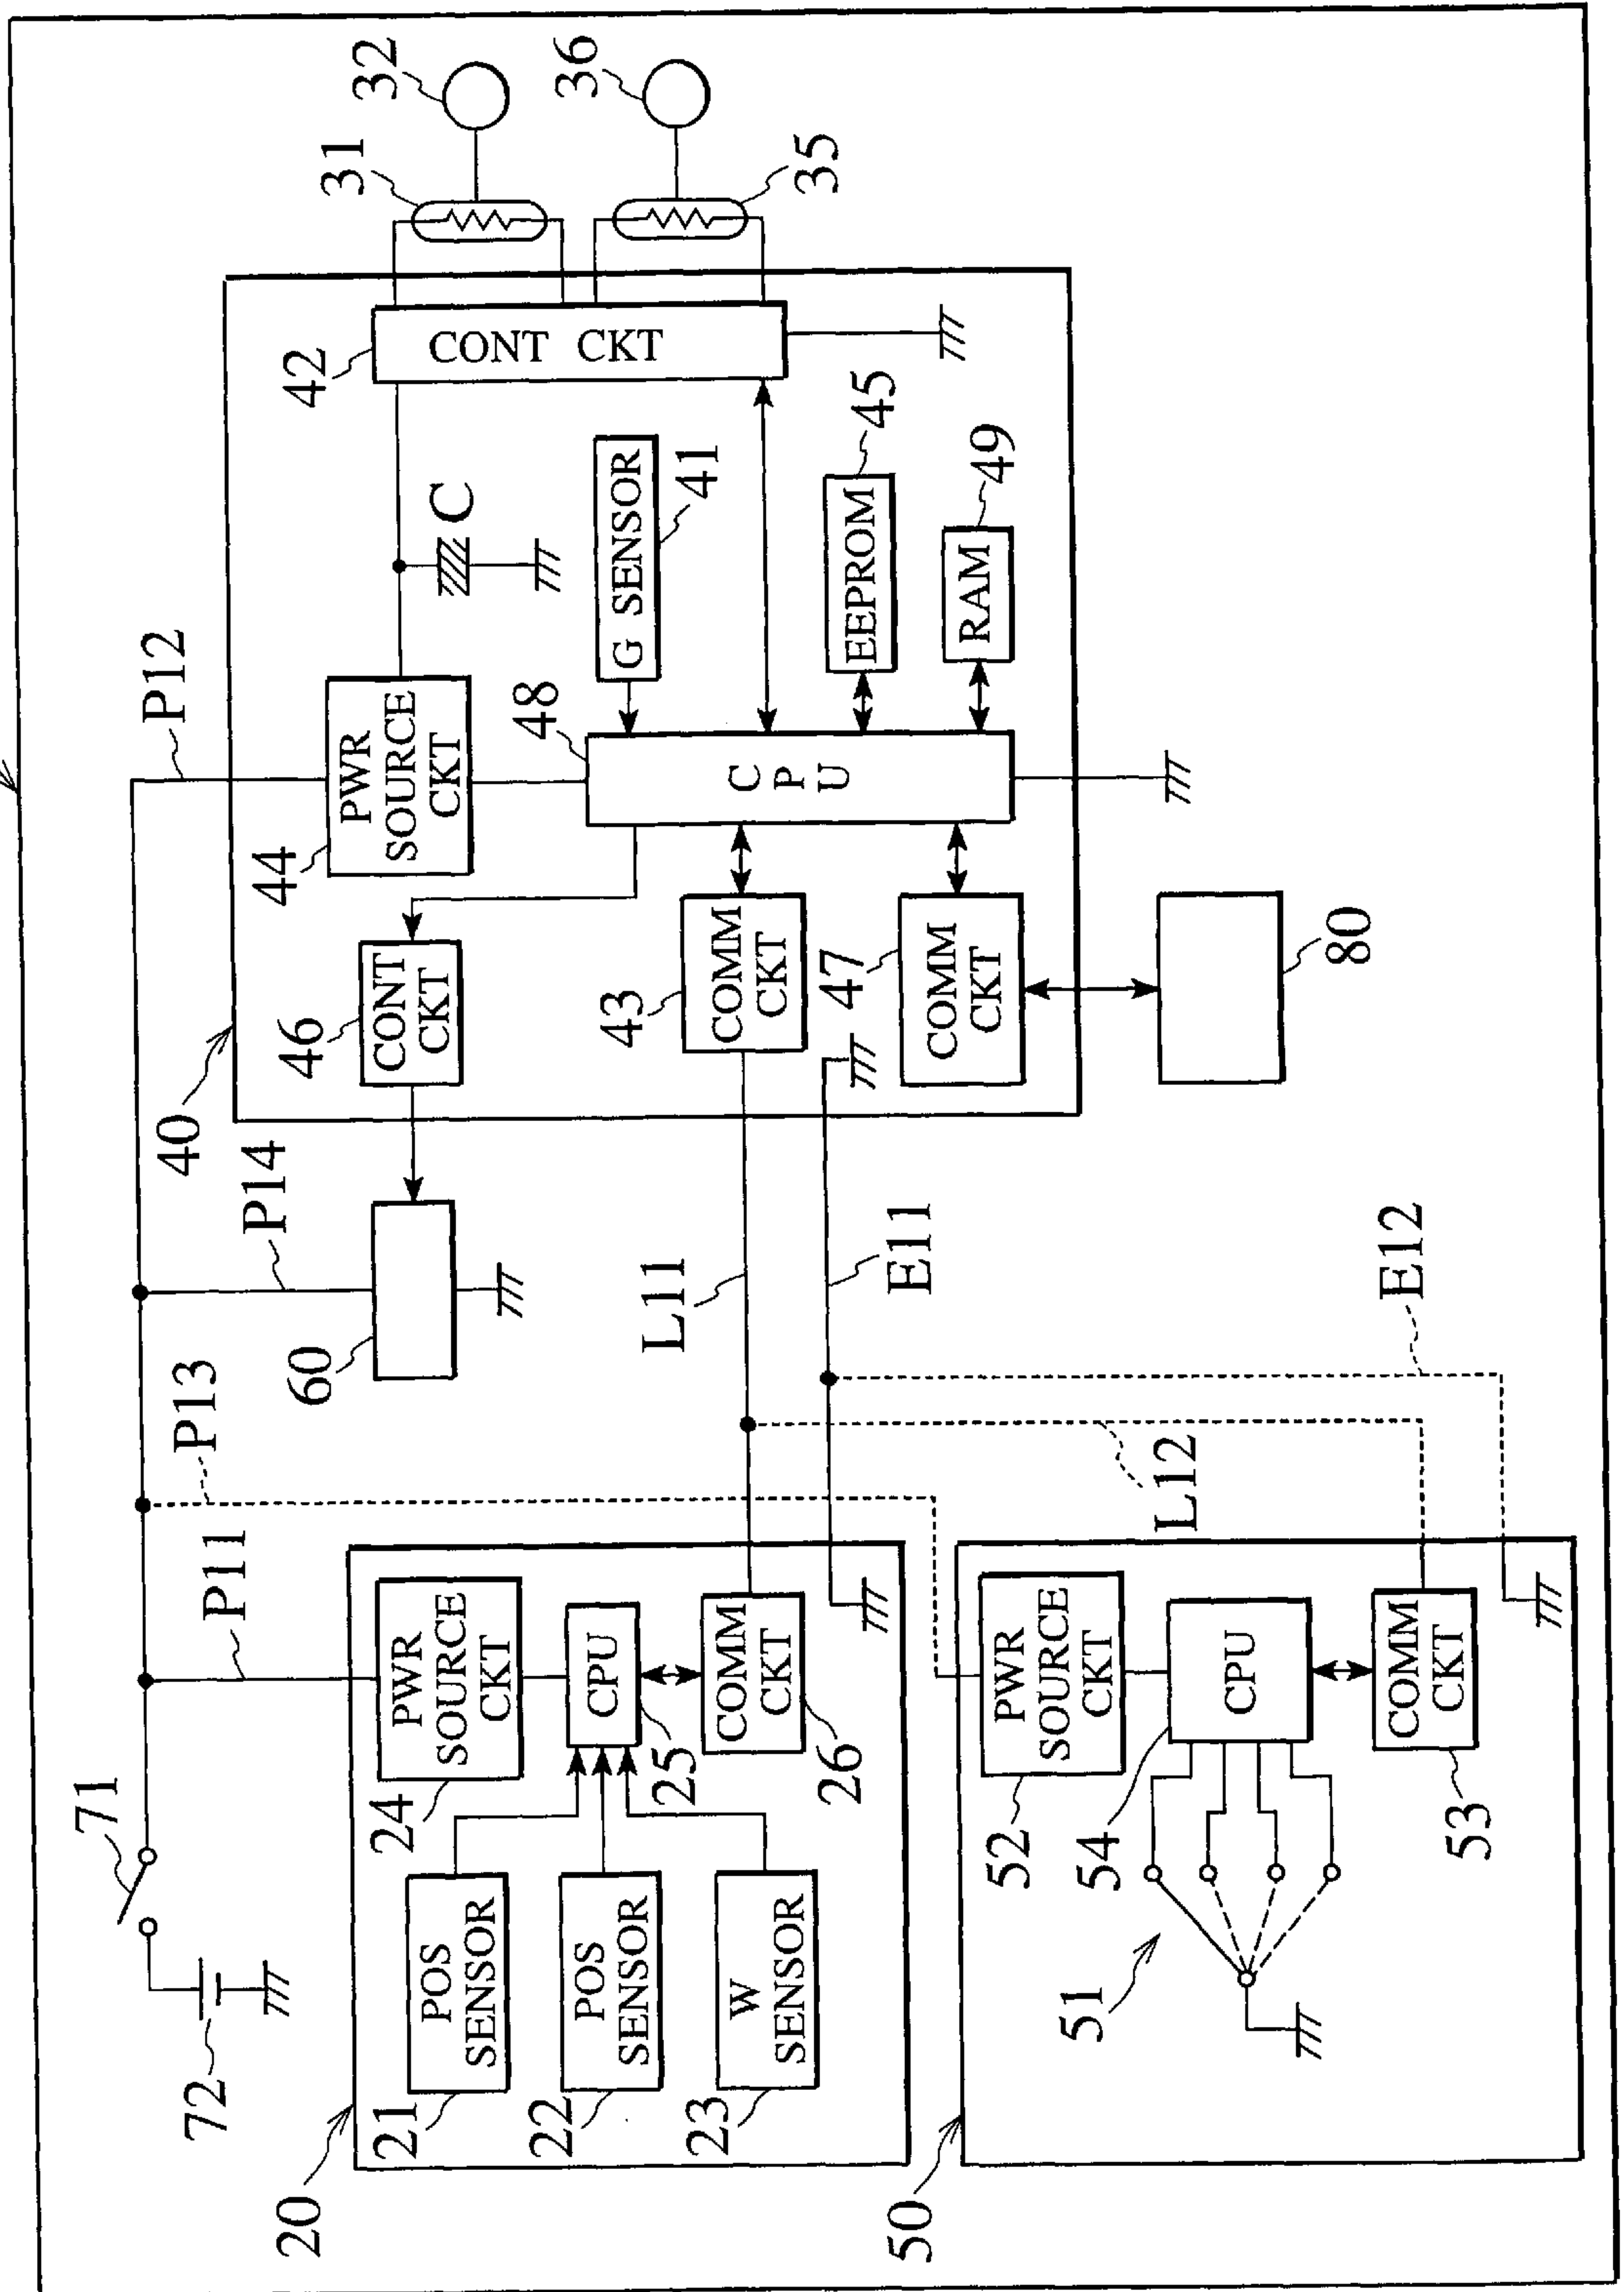 32
36
31
35
P12
42
CONT CKT
C
G SENSOR
41
45
EEPROM
49
RAM
PWR
SOURCE
CKT
44
48
C
P
U
40
46
CONT
CKT
43
COMM
CKT
47
COMM
CKT
80
P14
60
L11
E11
E12
P13
L12
P11
71
72
20
PWR
SOURCE
CKT
24
CPU
25
COMM
CKT
26
POS
SENSOR
21
POS
SENSOR
22
W
SENSOR
23
50
PWR
SOURCE
CKT
52
CPU
54
COMM
CKT
53
51